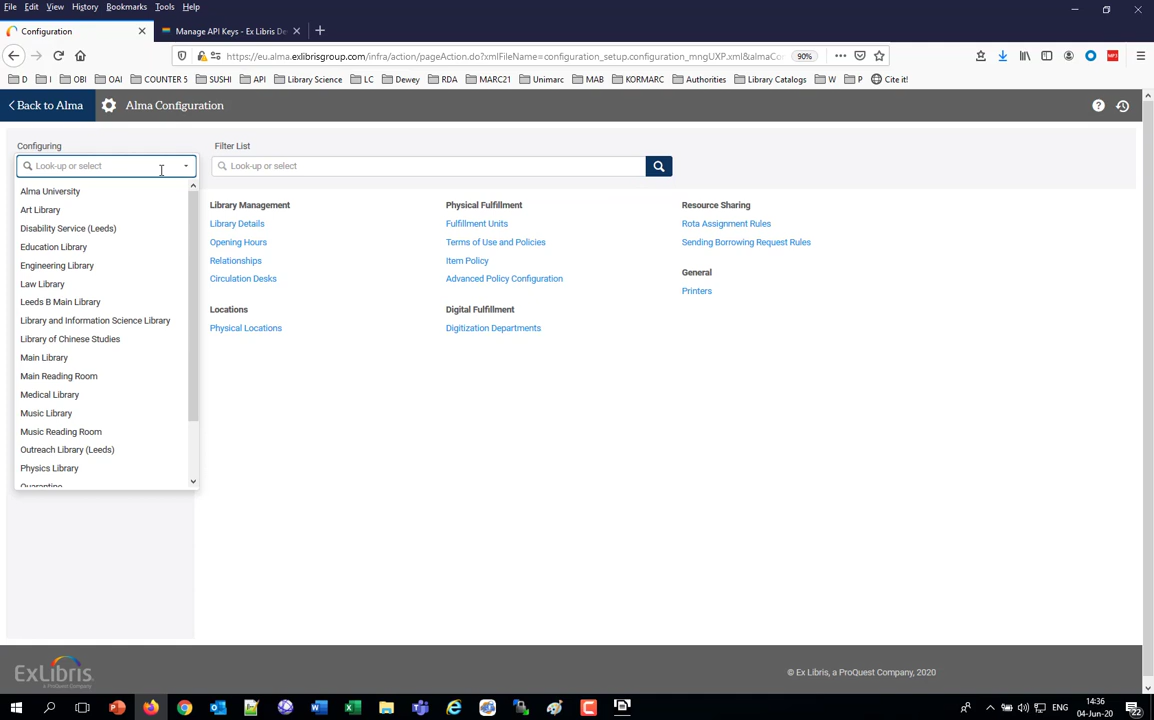 File Edit View History Bookmarks Tools Help
Configuration
Manage API Keys - Ex Libris De
https://eu.alma.exlibrisgroup.com/infra/action/pageAction.do?xmlFileName=configuration_setup.configuration_mngUXP.xml&almaCo
90%
D I OBI OAI COUNTER 5 SUSHI API Library Science LC Dewey RDA MARC21 Unimarc MAB KORMARC Authorities Library Catalogs W P Cite it!
Back to Alma Alma Configuration
Configuring Filter List
Look-up or select Look-up or select
Alma University
Art Library
Disability Service (Leeds)
Education Library
Engineering Library
Law Library
Leeds B Main Library
Library and Information Science Library
Library of Chinese Studies
Main Library
Main Reading Room
Medical Library
Music Library
Music Reading Room
Outreach Library (Leeds)
Physics Library
Quarantine
Library Management
Library Details
Opening Hours
Relationships
Circulation Desks
Locations
Physical Locations
Physical Fulfillment
Fulfillment Units
Terms of Use and Policies
Item Policy
Advanced Policy Configuration
Digital Fulfillment
Digitization Departments
Resource Sharing
Rota Assignment Rules
Sending Borrowing Request Rules
General
Printers
ExLibris
© Ex Libris, a ProQuest Company, 2020
ENG
14:36
04-Jun-20
22